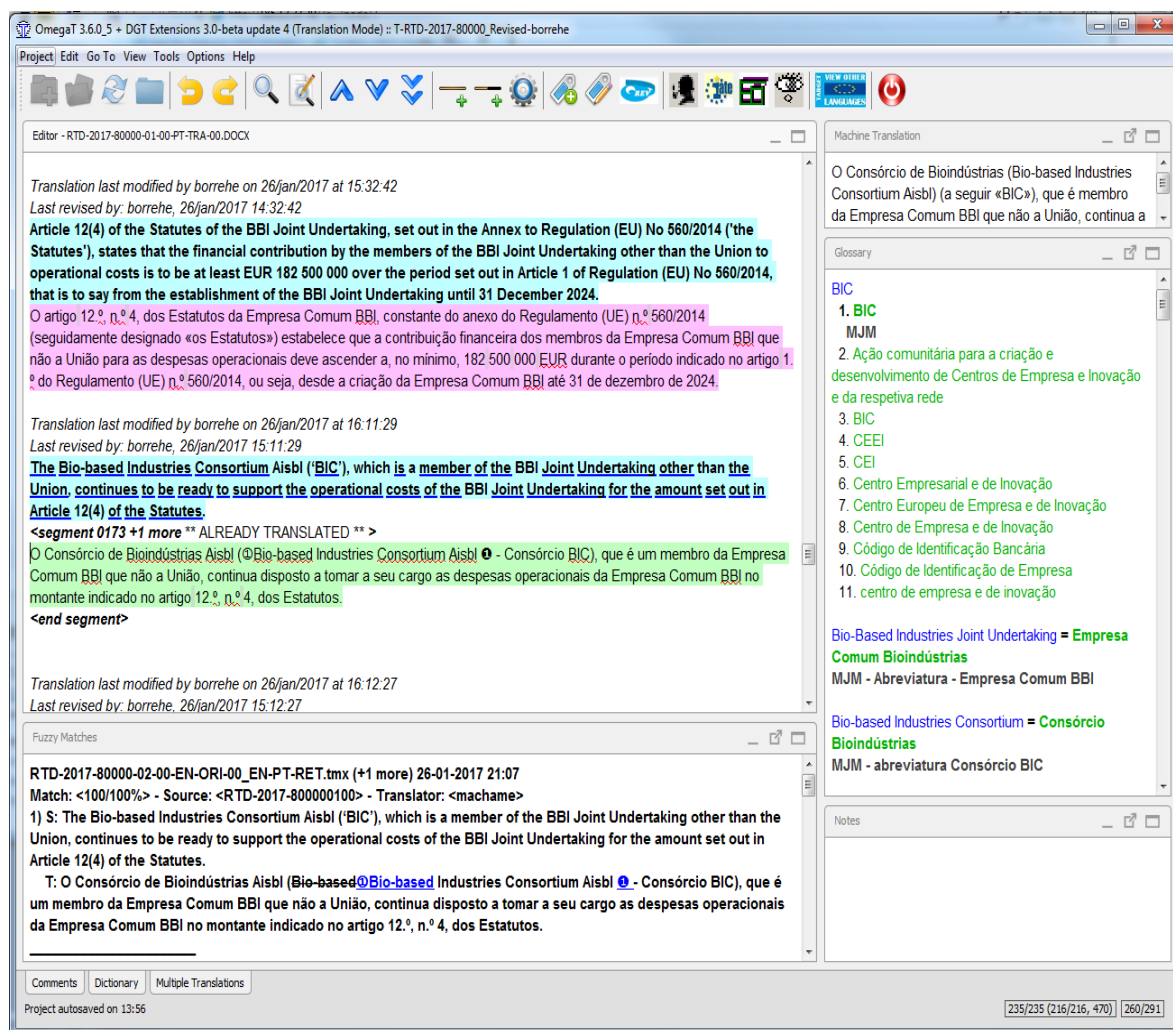 OmegaT 3.6.0_5 + DGT Extensions 3.0-beta update 4 (Translation Mode) :: T-RTD-2017-80000_Revised-borrehe
Project Edit Go To View Tools Options Help
VIEW OTHER
TARGET
LANGUAGES
Editor - RTD-2017-80000-01-00-PT-TRA-00.DOCX
Translation last modified by borrehe on 26/jan/2017 at 15:32:42
Last revised by: borrehe, 26/jan/2017 14:32:42
Article 12(4) of the Statutes of the BBI Joint Undertaking, set out in the Annex to Regulation (EU) No 560/2014 ('the
Statutes'), states that the financial contribution by the members of the BBI Joint Undertaking other than the Union to
operational costs is to be at least EUR 182 500 000 over the period set out in Article 1 of Regulation (EU) No 560/2014,
that is to say from the establishment of the BBI Joint Undertaking until 31 December 2024.
O artigo 12.º, n.º 4, dos Estatutos da Empresa Comum BBI, constante do anexo do Regulamento (UE) n.º 560/2014
(seguidamente designado «os Estatutos») estabelece que a contribuição financeira dos membros da Empresa Comum BBI que
não a União para as despesas operacionais deve ascender a, no mínimo, 182 500 000 EUR durante o período indicado no artigo 1.
º do Regulamento (UE) n.º 560/2014, ou seja, desde a criação da Empresa Comum BBI até 31 de dezembro de 2024.
Translation last modified by borrehe on 26/jan/2017 at 16:11:29
Last revised by: borrehe, 26/jan/2017 15:11:29
The Bio-based Industries Consortium Aisbl (‘BIC’), which is a member of the BBI Joint Undertaking other than the
Union, continues to be ready to support the operational costs of the BBI Joint Undertaking for the amount set out in
Article 12(4) of the Statutes.
<segment 0173 +1 more ** ALREADY TRANSLATED ** >
O Consórcio de Bioindústrias Aisbl (①Bio-based Industries Consortium Aisbl ❶ - Consórcio BIC), que é um membro da Empresa
Comum BBI que não a União, continua disposto a tomar a seu cargo as despesas operacionais da Empresa Comum BBI no
montante indicado no artigo 12.º, n.º 4, dos Estatutos.
<end segment>
Translation last modified by borrehe on 26/jan/2017 at 16:12:27
Last revised by: borrehe, 26/jan/2017 15:12:27
Fuzzy Matches
RTD-2017-80000-02-00-EN-ORI-00_EN-PT-RET.tmx (+1 more) 26-01-2017 21:07
Match: <100/100%> - Source: <RTD-2017-800000100> - Translator: <machame>
1) S: The Bio-based Industries Consortium Aisbl (‘BIC’), which is a member of the BBI Joint Undertaking other than the
Union, continues to be ready to support the operational costs of the BBI Joint Undertaking for the amount set out in
Article 12(4) of the Statutes.
T: O Consórcio de Bioindústrias Aisbl (Bio-based①Bio-based Industries Consortium Aisbl ❶ - Consórcio BIC), que é
um membro da Empresa Comum BBI que não a União, continua disposto a tomar a seu cargo as despesas operacionais
da Empresa Comum BBI no montante indicado no artigo 12.º, n.º 4, dos Estatutos.
Machine Translation
O Consórcio de Bioindústrias (Bio-based Industries
Consortium Aisbl) (a seguir «BIC»), que é membro
da Empresa Comum BBI que não a União, continua a
Glossary
BIC
1. BIC
MJM
2. Ação comunitária para a criação e
desenvolvimento de Centros de Empresa e Inovação
e da respetiva rede
3. BIC
4. CEEI
5. CEI
6. Centro Empresarial e de Inovação
7. Centro Europeu de Empresa e de Inovação
8. Centro de Empresa e de Inovação
9. Código de Identificação Bancária
10. Código de Identificação de Empresa
11. centro de empresa e de inovação
Bio-Based Industries Joint Undertaking = Empresa
Comum Bioindústrias
MJM - Abreviatura - Empresa Comum BBI
Bio-based Industries Consortium = Consórcio
Bioindústrias
MJM - abreviatura Consórcio BIC
Notes
Comments Dictionary Multiple Translations
Project autosaved on 13:56
235/235 (216/216, 470) 260/291